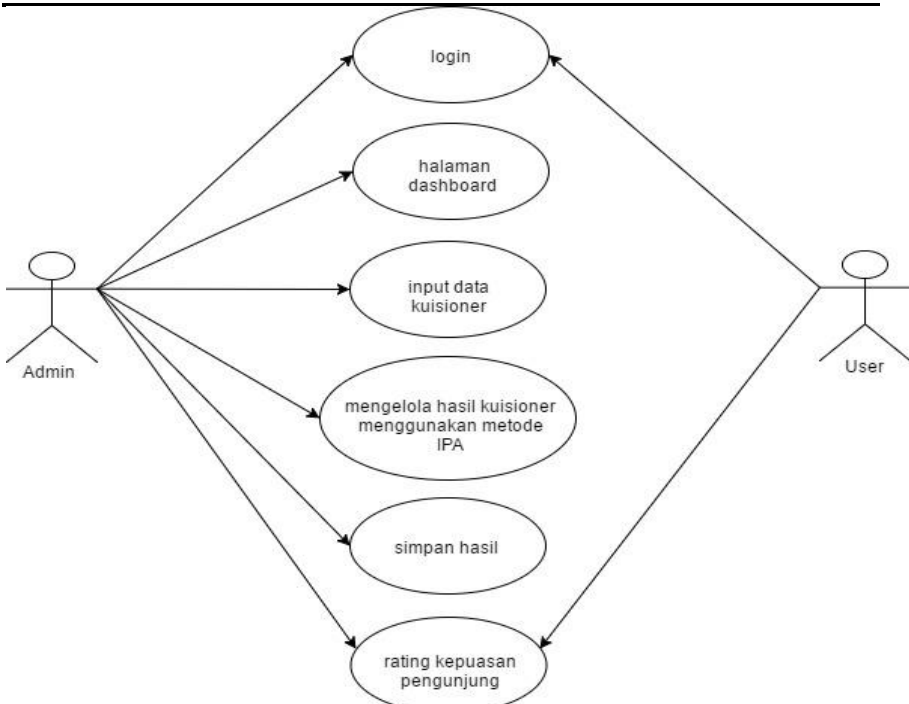 login
halaman
dashboard
input data
kuisioner
Admin
User
mengelola hasil kuisioner
menggunakan metode
IPA
simpan hasil
rating kepuasan
pengunjung